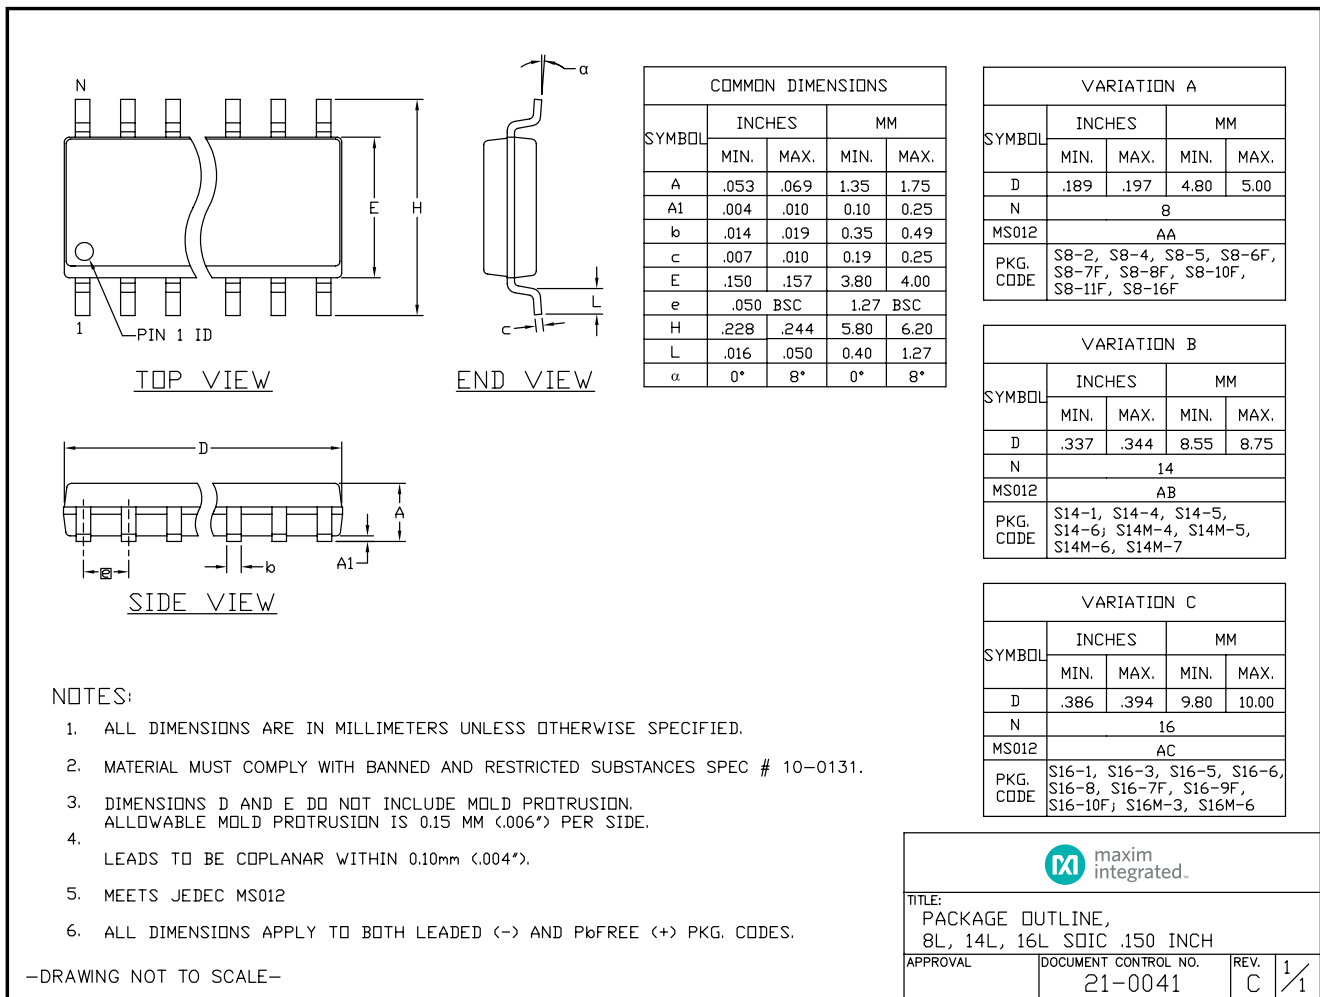 N
α
E
H
1
PIN 1 ID
c
L
TOP VIEW
END VIEW
D
A
A1
e
b
SIDE VIEW
COMMON DIMENSIONS
SYMBOL INCHES MM
MIN. MAX. MIN. MAX.
A .053 .069 1.35 1.75
A1 .004 .010 0.10 0.25
b .014 .019 0.35 0.49
c .007 .010 0.19 0.25
E .150 .157 3.80 4.00
e .050 BSC 1.27 BSC
H .228 .244 5.80 6.20
L .016 .050 0.40 1.27
α 0° 8° 0° 8°
VARIATION A
SYMBOL INCHES MM
MIN. MAX. MIN. MAX.
D .189 .197 4.80 5.00
N 8
MS012 AA
PKG. CODE S8-2, S8-4, S8-5, S8-6F,
S8-7F, S8-8F, S8-10F,
S8-11F, S8-16F
VARIATION B
SYMBOL INCHES MM
MIN. MAX. MIN. MAX.
D .337 .344 8.55 8.75
N 14
MS012 AB
PKG. CODE S14-1, S14-4, S14-5,
S14-6; S14M-4, S14M-5,
S14M-6, S14M-7
VARIATION C
SYMBOL INCHES MM
MIN. MAX. MIN. MAX.
D .386 .394 9.80 10.00
N 16
MS012 AC
PKG. CODE S16-1, S16-3, S16-5, S16-6,
S16-8, S16-7F, S16-9F,
S16-10F; S16M-3, S16M-6
NOTES:
1. ALL DIMENSIONS ARE IN MILLIMETERS UNLESS OTHERWISE SPECIFIED.
2. MATERIAL MUST COMPLY WITH BANNED AND RESTRICTED SUBSTANCES SPEC # 10-0131.
3. DIMENSIONS D AND E DO NOT INCLUDE MOLD PROTRUSION.
ALLOWABLE MOLD PROTRUSION IS 0.15 MM (.006") PER SIDE.
4.
LEADS TO BE COPLANAR WITHIN 0.10mm (.004").
5. MEETS JEDEC MS012
6. ALL DIMENSIONS APPLY TO BOTH LEADED (-) AND PbFREE (+) PKG. CODES.
-DRAWING NOT TO SCALE-
maxim
integrated™
TITLE:
PACKAGE OUTLINE,
8L, 14L, 16L SOIC .150 INCH
APPROVAL
DOCUMENT CONTROL NO.
21-0041
REV.
C
1/1